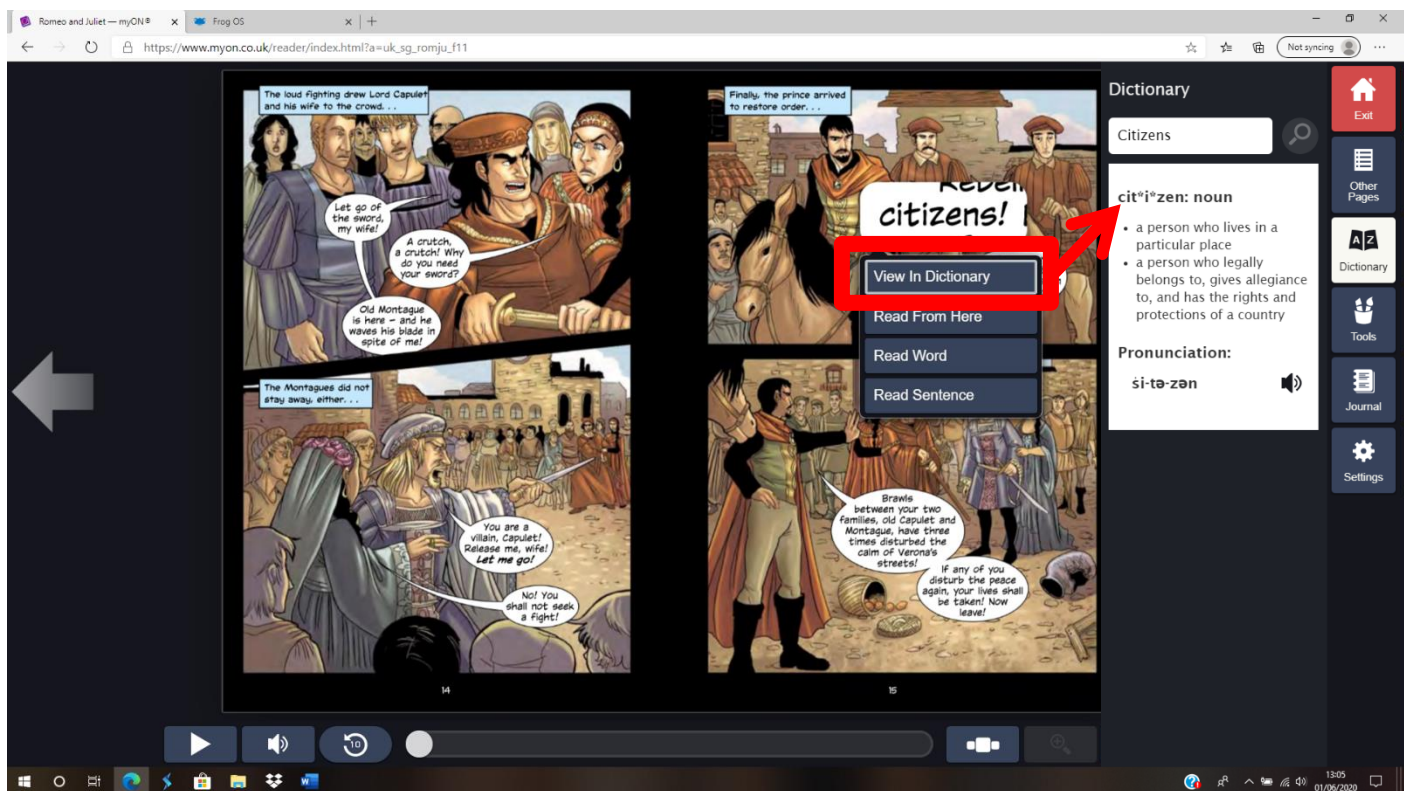 Romeo and Juliet — myON®
Frog OS
https://www.myon.co.uk/reader/index.html?a=uk_sg_romju_f11
Not syncing
The loud fighting drew Lord Capulet
and his wife to the crowd. . .
Let go of
the sword,
my wife!
A crutch,
a crutch! Why
do you need
your sword?
Old Montague
is here – and he
waves his blade in
spite of me!
The Montagues did not
stay away, either. . .
You are a
villain, Capulet!
Release me, wife!
Let me go!
No! You
shall not seek
a fight!
14
Finally, the prince arrived
to restore order. . .
citizens!
View In Dictionary
Read From Here
Read Word
Read Sentence
Brawls
between your two
families, old Capulet and
Montague, have three
times disturbed the
calm of Verona's
streets!
If any of you
disturb the peace
again, your lives shall
be taken! Now
leave!
15
Dictionary
Citizens
cit*i*zen: noun
• a person who lives in a
particular place
• a person who legally
belongs to, gives allegiance
to, and has the rights and
protections of a country
Pronunciation:
ˈsi-tə-zən
Exit
Other
Pages
A Z
Dictionary
Tools
Journal
Settings
10
13:05
01/06/2020